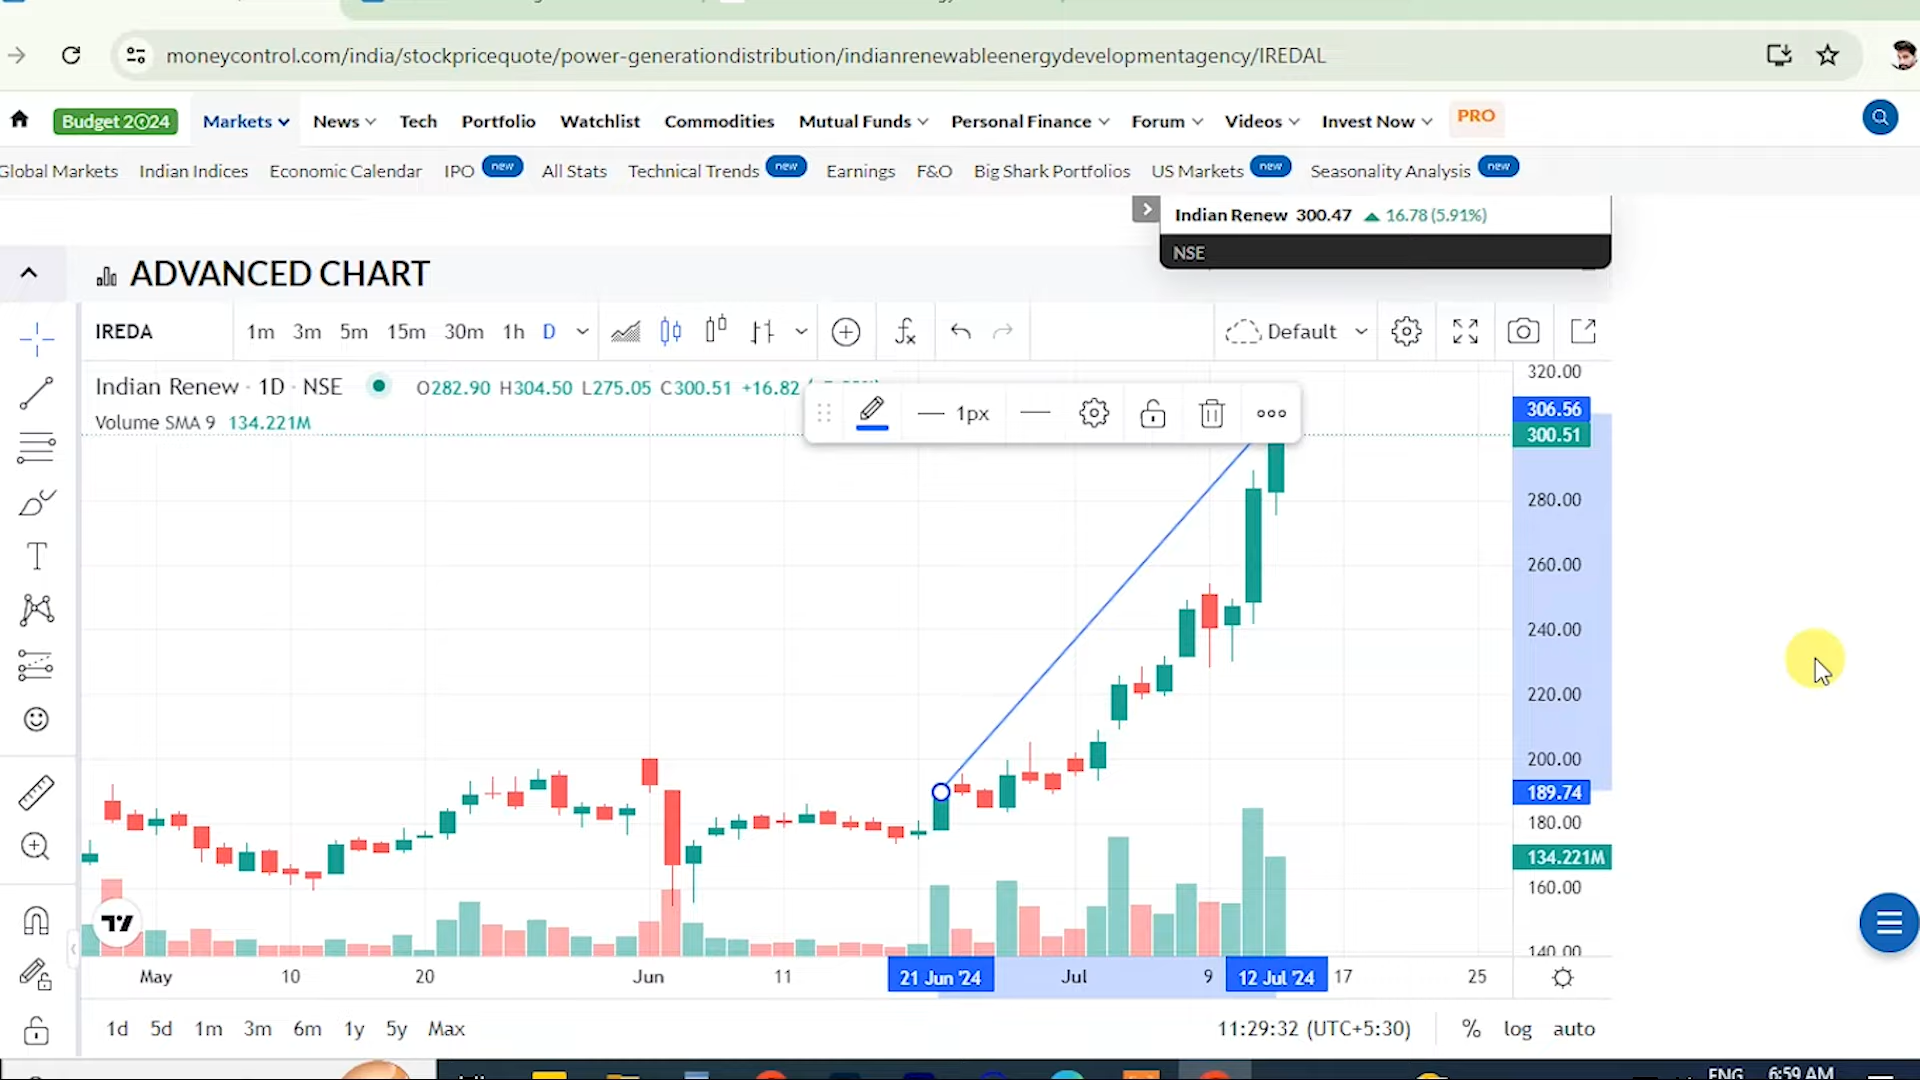 moneycontrol.com/india/stockpricequote/power-generationdistribution/indianrenewableenergydevelopmentagency/IREDAL
Budget 2024 Markets News Tech Portfolio Watchlist Commodities Mutual Funds Personal Finance Forum Videos Invest Now PRO
Global Markets Indian Indices Economic Calendar IPO new All Stats Technical Trends new Earnings F&O Big Shark Portfolios US Markets new Seasonality Analysis new
Indian Renew 300.47 16.78 (5.91%)
NSE
ADVANCED CHART
IREDA 1m 3m 5m 15m 30m 1h D Default
Indian Renew · 1D · NSE O282.90 H304.50 L275.05 C300.51 +16.82
Volume SMA 9 134.221M
1px
320.00
306.56
300.51
280.00
260.00
240.00
220.00
200.00
189.74
180.00
134.221M
160.00
140.00
May 10 20 Jun 11 21 Jun '24 Jul 9 12 Jul '24 17 25
1d 5d 1m 3m 6m 1y 5y Max 11:29:32 (UTC+5:30) % log auto
ENG 6:59 AM